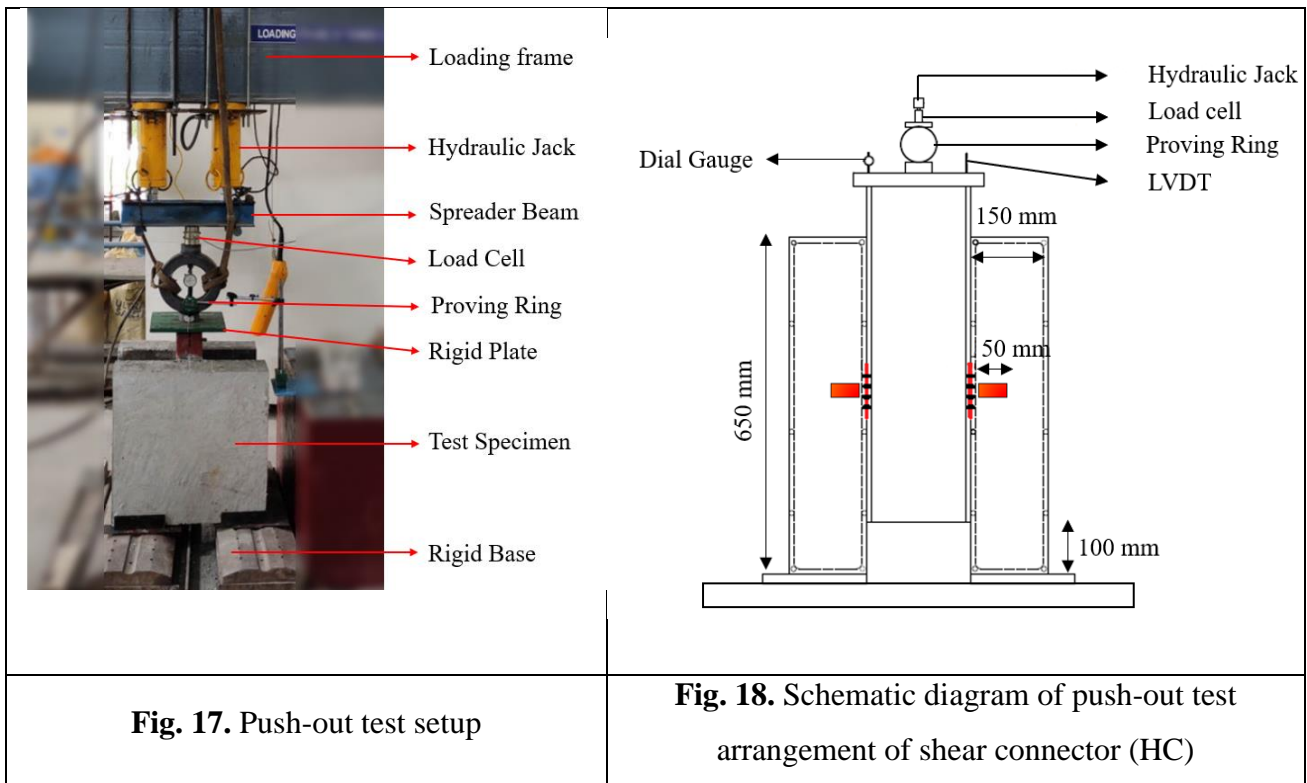 LOADING
Loading frame
Hydraulic Jack
Spreader Beam
Load Cell
Proving Ring
Rigid Plate
Test Specimen
Rigid Base
Hydraulic Jack
Load cell
Proving Ring
LVDT
Dial Gauge
150 mm
650 mm
50 mm
100 mm
Fig. 17. Push-out test setup
Fig. 18. Schematic diagram of push-out test
arrangement of shear connector (HC)